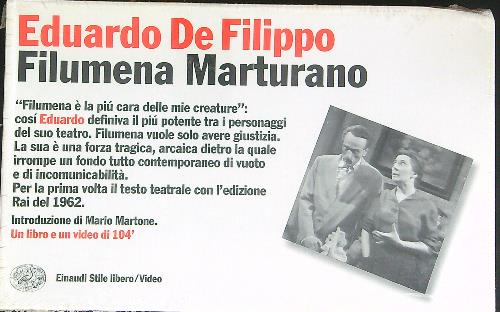 Eduardo De Filippo
Filumena Marturano
"Filumena è la piú cara delle mie creature":
cosí Eduardo definiva il piú potente tra i personaggi
del suo teatro. Filumena vuole solo avere giustizia.
La sua è una forza tragica, arcaica dietro la quale
irrompe un fondo tutto contemporaneo di vuoto
e di incomunicabilità.
Per la prima volta il testo teatrale con l'edizione
Rai del 1962.
Introduzione di Mario Martone.
Un libro e un video di 104'
Einaudi Stile libero/Video